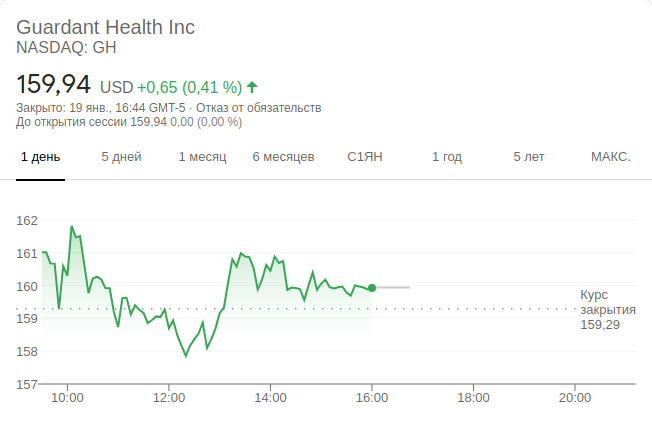 Guardant Health Inc
NASDAQ: GH
159,94 USD +0,65 (0,41 %)
Закрыто: 19 янв., 16:44 GMT-5 · Отказ от обязательств
До открытия сессии 159,94 0,00 (0,00 %)
1 день 5 дней 1 месяц 6 месяцев С1ЯН 1 год 5 лет МАКС.
162
161
160
159
158
157
Курс
закрытия
159,29
10:00 12:00 14:00 16:00 18:00 20:00